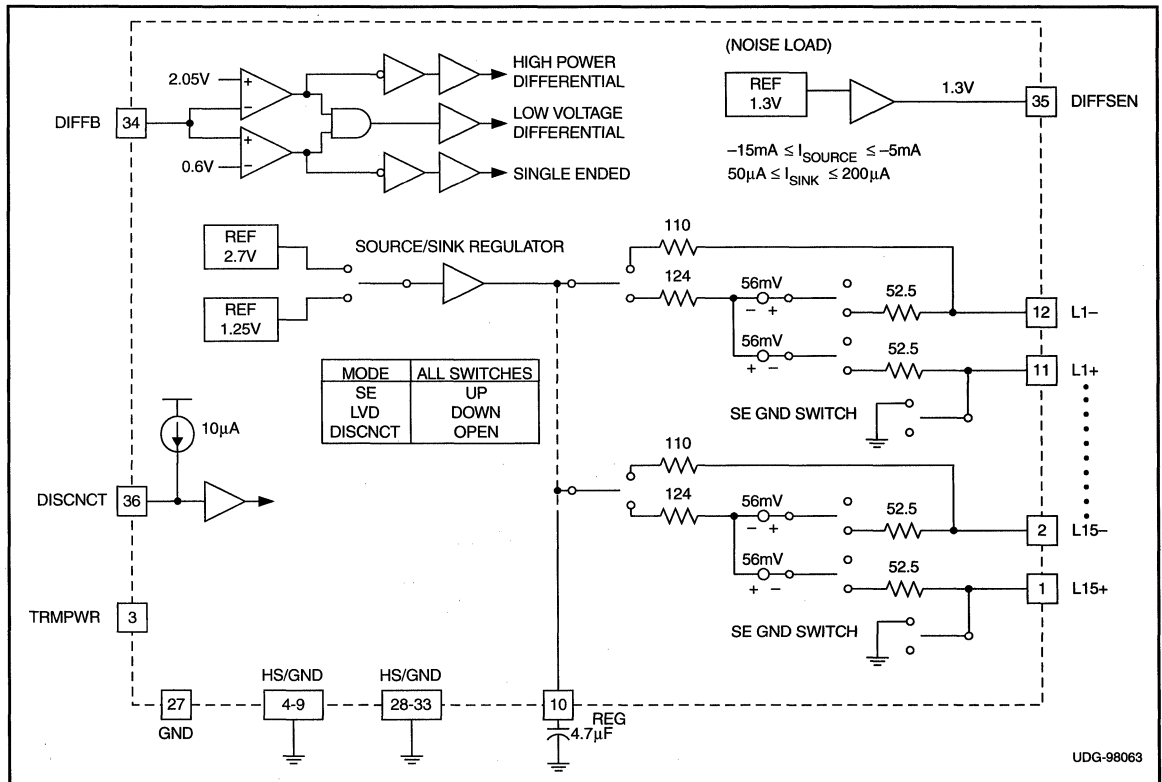 (NOISE LOAD)
HIGH POWER
DIFFERENTIAL
2.05V
+
−
REF
1.3V
1.3V
35
DIFFSEN
DIFFB
34
LOW VOLTAGE
DIFFERENTIAL
+
−
0.6V
SINGLE ENDED
–15mA ≤ I_SOURCE ≤ –5mA
50µA ≤ I_SINK ≤ 200µA
REF
2.7V
SOURCE/SINK REGULATOR
REF
1.25V
110
124
56mV
− +
52.5
12
L1–
56mV
+ −
52.5
11
L1+
SE GND SWITCH
MODE ALL SWITCHES
SE UP
LVD DOWN
DISCNCT OPEN
10µA
DISCNCT
36
110
124
56mV
− +
52.5
2
L15–
56mV
+ −
52.5
1
L15+
SE GND SWITCH
TRMPWR
3
HS/GND
HS/GND
27
4-9
28-33
10
GND
REG
4.7µF
UDG-98063